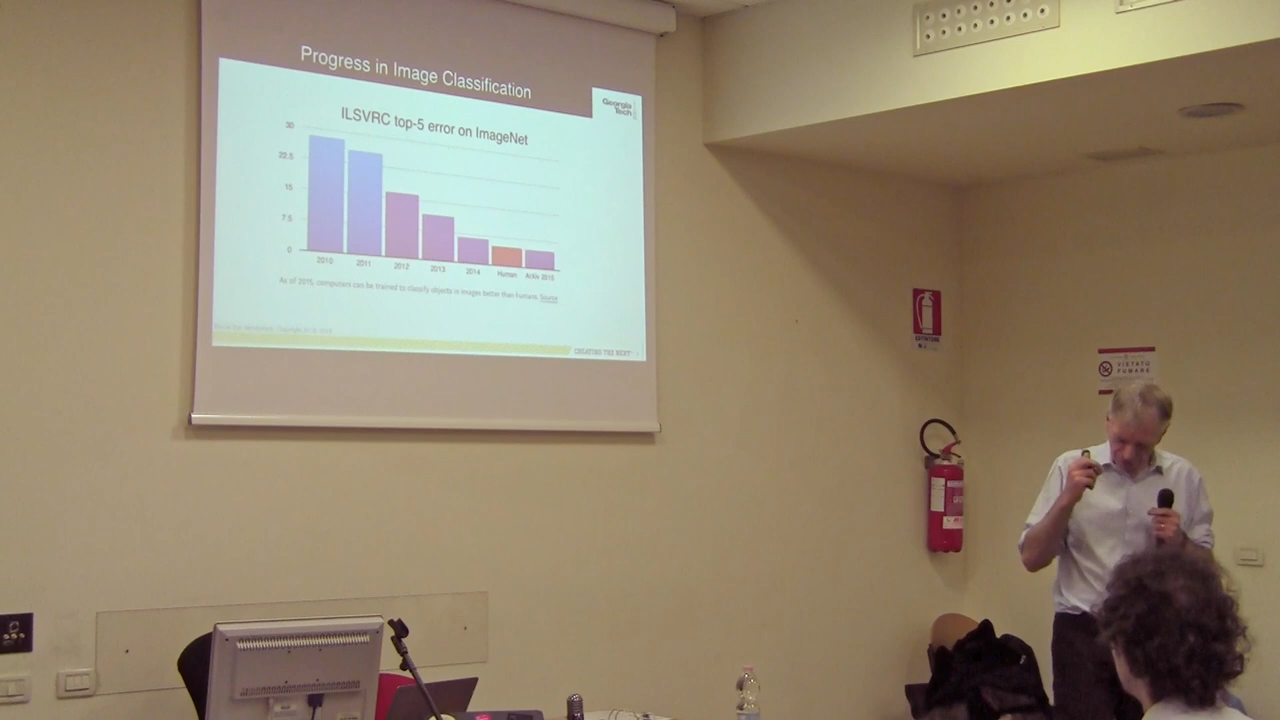 Progress in Image Classification
Georgia
Tech
ILSVRC top-5 error on ImageNet
30
22.5
15
7.5
0
2010
2011
2012
2013
2014
Human
ArXiv 2015
As of 2015, computers can be trained to classify objects in images better than humans. Source
CREATING THE NEXT
ESTINTORE
VIETATO
FUMARE